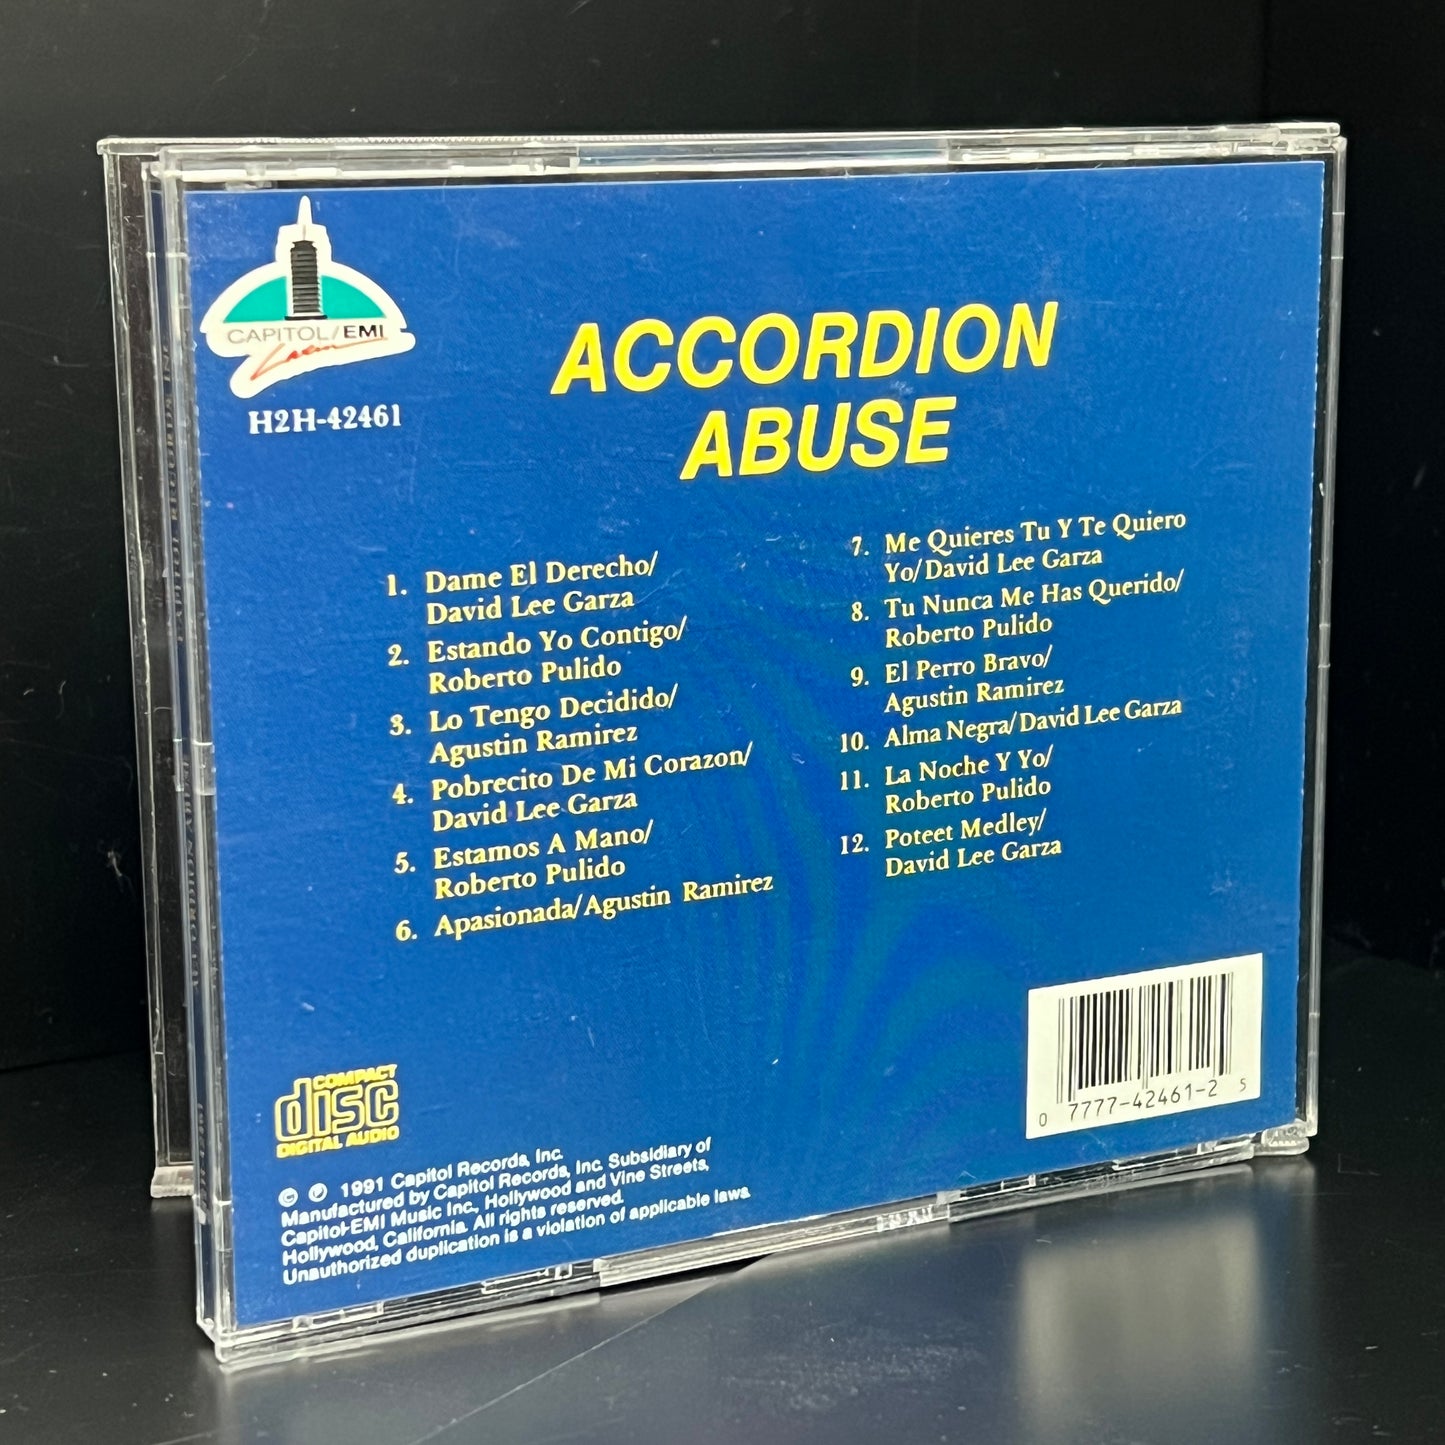 CAPITOL/EMI
Latin
H2H-42461
ACCORDION
ABUSE
1. Dame El Derecho/
David Lee Garza
2. Estando Yo Contigo/
Roberto Pulido
3. Lo Tengo Decidido/
Agustin Ramirez
4. Pobrecito De Mi Corazon/
David Lee Garza
5. Estamos A Mano/
Roberto Pulido
6. Apasionada/Agustin Ramirez
7. Me Quieres Tu Y Te Quiero
Yo/David Lee Garza
8. Tu Nunca Me Has Querido/
Roberto Pulido
9. El Perro Bravo/
Agustin Ramirez
10. Alma Negra/David Lee Garza
11. La Noche Y Yo/
Roberto Pulido
12. Poteet Medley/
David Lee Garza
COMPACT
disc
DIGITAL AUDIO
© ℗ 1991 Capitol Records, Inc.
Manufactured by Capitol Records, Inc. Subsidiary of
Capitol-EMI Music Inc., Hollywood and Vine Streets,
Hollywood, California. All rights reserved.
Unauthorized duplication is a violation of applicable laws.
0 7777-42461-2 5